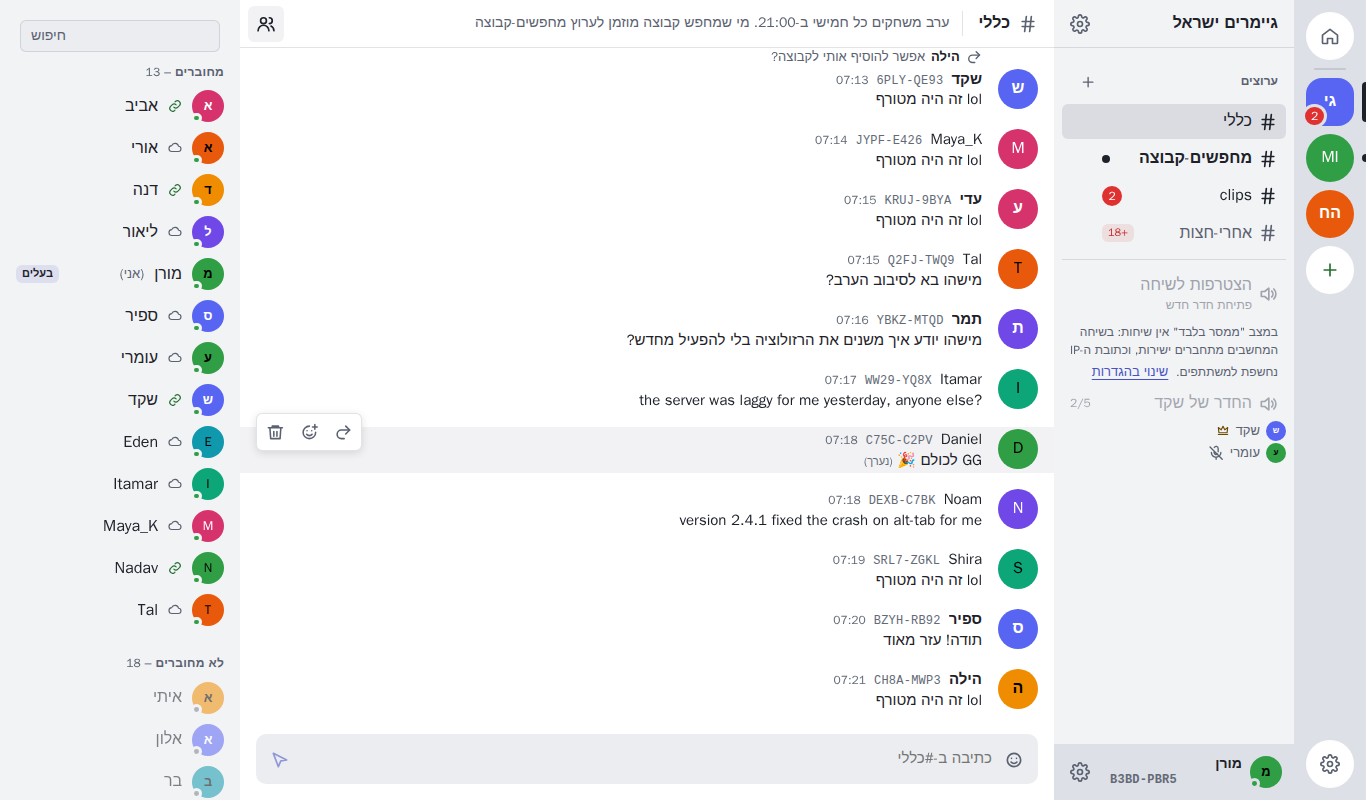 גי
2
MI
הח
גיימרים ישראל
ערוצים
כללי
מחפשים-קבוצה
clips
2
אחרי-חצות
18+
הצטרפות לשיחה
פתיחת חדר חדש
במצב "ממסר בלבד" אין שיחות: בשיחה
המחשבים מתחברים ישירות, וכתובת ה-IP
נחשפת למשתתפים. שינוי בהגדרות
החדר של שקד
2/5
ש שקד
ע עומרי
מ מורן
B3BD-PBR5
# כללי
ערב משחקים כל חמישי ב-21:00. מי שמחפש קבוצה מוזמן לערוץ מחפשים-קבוצה
הילה אפשר להוסיף אותי לקבוצה?
ש
שקד 6PLY-QE93 07:13
lol זה היה מטורף
M
Maya_K JYPF-E426 07:14
lol זה היה מטורף
ע
עדי KRUJ-9BYA 07:15
lol זה היה מטורף
T
Tal Q2FJ-TWQ9 07:15
מישהו בא לסיבוב הערב?
ת
תמר YBKZ-MTQD 07:16
מישהו יודע איך משנים את הרזולוציה בלי להפעיל מחדש?
I
Itamar WW29-YQ8X 07:17
the server was laggy for me yesterday, anyone else?
D
Daniel C75C-C2PV 07:18
GG לכולם 🎉 (נערך)
N
Noam DEXB-C7BK 07:18
version 2.4.1 fixed the crash on alt-tab for me
S
Shira SRL7-ZGKL 07:19
lol זה היה מטורף
ס
ספיר BZYH-RB92 07:20
תודה! עזר מאוד
ה
הילה CH8A-MWP3 07:21
lol זה היה מטורף
כתיבה ב-#כללי
חיפוש
מחוברים – 13
א אביב
א אורי
ד דנה
ל ליאור
מ מורן (אני) בעלים
ס ספיר
ע עומרי
ש שקד
E Eden
I Itamar
M Maya_K
N Nadav
T Tal
לא מחוברים – 18
א איתי
א אלון
ב בר